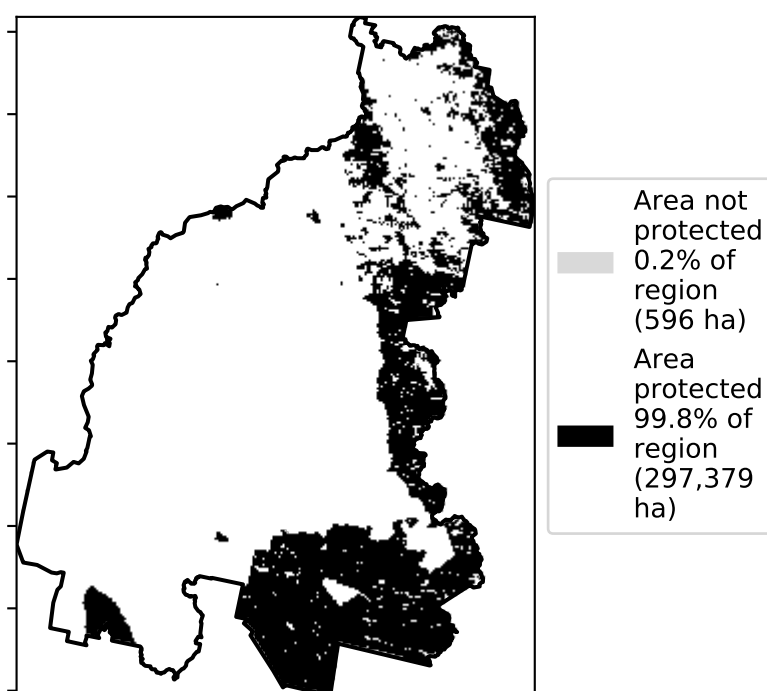 Area not
protected
0.2% of
region
(596 ha)
Area
protected
99.8% of
region
(297,379
ha)